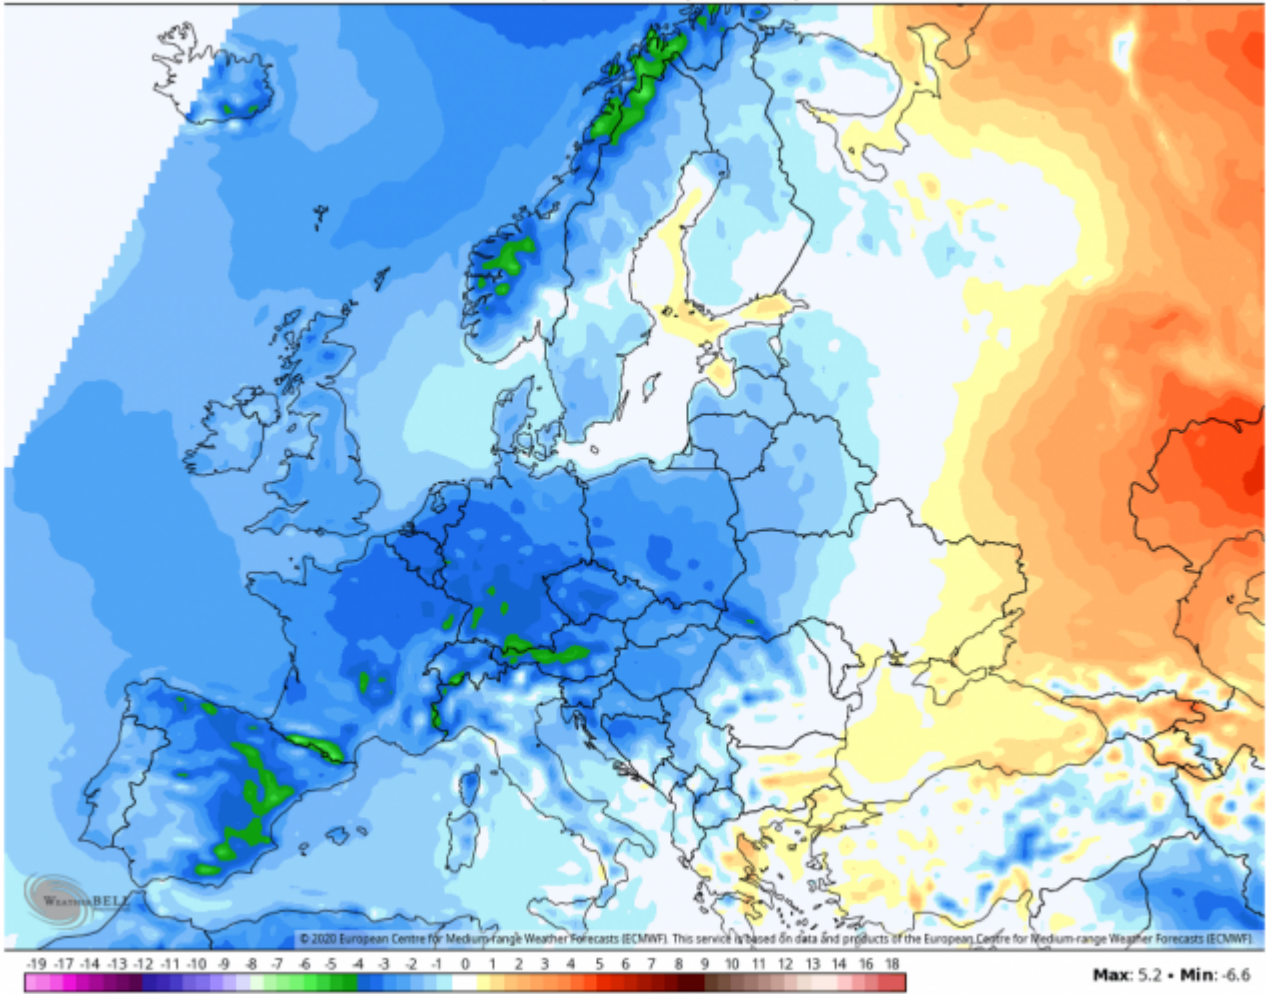 WEATHERBELL
© 2020 European Centre for Medium-range Weather Forecasts (ECMWF). This service is based on data and products of the European Centre for Medium-range Weather Forecasts (ECMWF).
-19 -17 -14 -13 -12 -11 -10 -9 -8 -7 -6 -5 -4 -3 -2 -1 0 1 2 3 4 5 6 7 8 9 10 11 12 13 14 16 18
Max: 5.2 • Min: -6.6